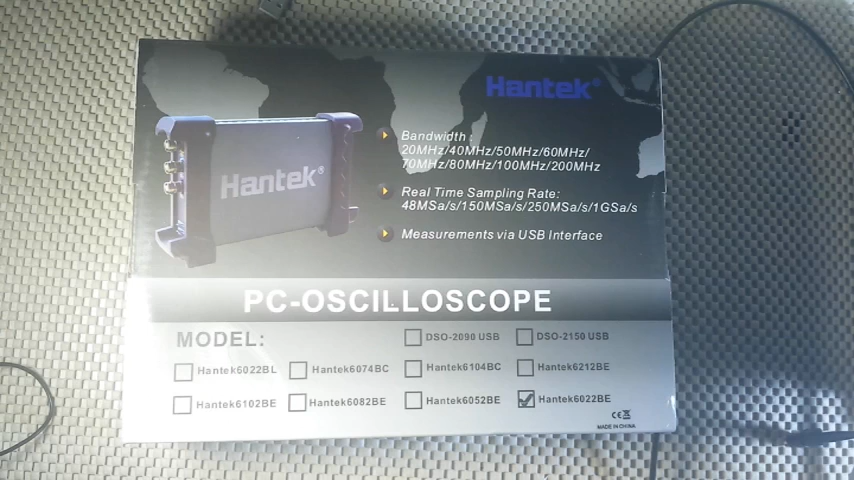 Hantek®
Hantek®
Bandwidth :
20MHz/40MHz/50MHz/60MHz/
70MHz/80MHz/100MHz/200MHz
Real Time Sampling Rate:
48MSa/s/150MSa/s/250MSa/s/1GSa/s
Measurements via USB Interface
PC-OSCILLOSCOPE
MODEL:
DSO-2090 USB
DSO-2150 USB
Hantek6022BL
Hantek6074BC
Hantek6104BC
Hantek6212BE
Hantek6102BE
Hantek6082BE
Hantek6052BE
Hantek6022BE
CE
MADE IN CHINA